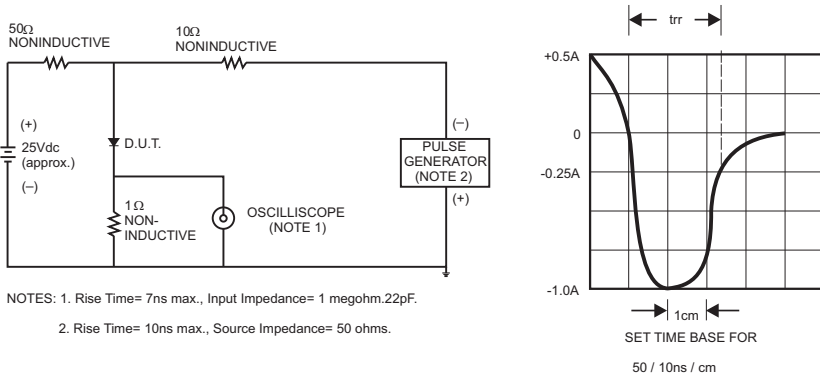 50Ω
NONINDUCTIVE
10Ω
NONINDUCTIVE
(+)
25Vdc
(approx.)
(–)
D.U.T.
1Ω
NON-
INDUCTIVE
OSCILLISCOPE
(NOTE 1)
(–)
PULSE
GENERATOR
(NOTE 2)
(+)
NOTES: 1. Rise Time= 7ns max., Input Impedance= 1 megohm.22pF.
2. Rise Time= 10ns max., Source Impedance= 50 ohms.
trr
+0.5A
0
-0.25A
-1.0A
1cm
SET TIME BASE FOR
50 / 10ns / cm